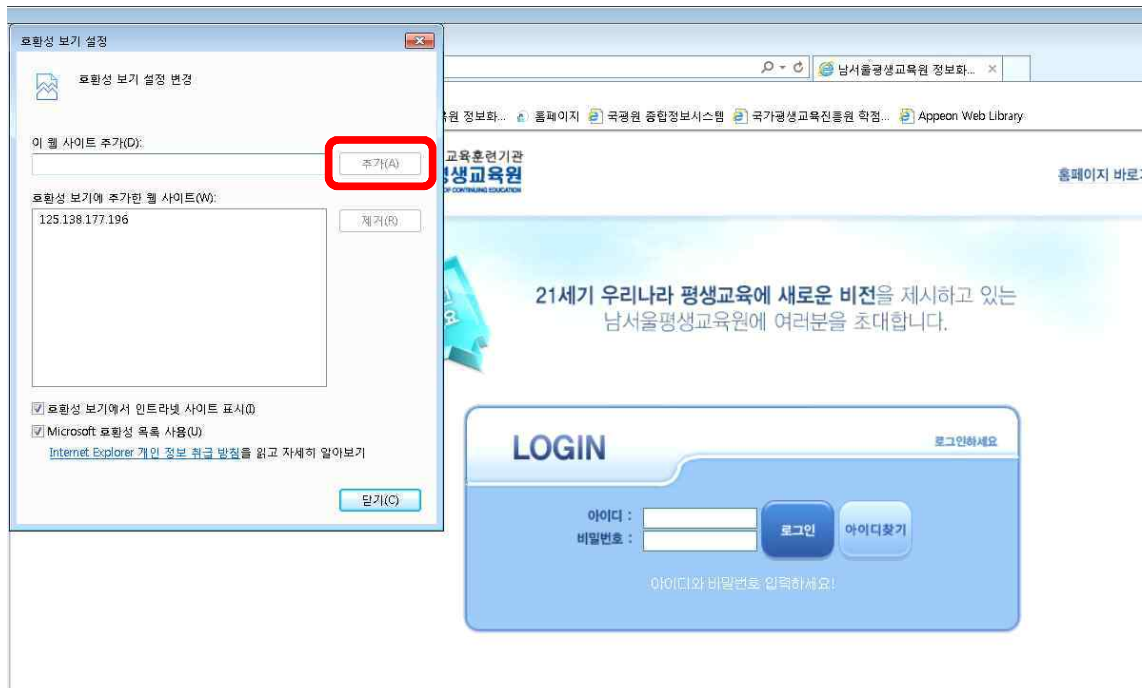 호환성 보기 설정
호환성 보기 설정 변경
이 웹 사이트 추가(D):
추가(A)
호환성 보기에 추가한 웹 사이트(W):
125.138.177.196
제거(R)
호환성 보기에서 인트라넷 사이트 표시(I)
Microsoft 호환성 목록 사용(U)
Internet Explorer 개인 정보 취급 방침을 읽고 자세히 알아보기
닫기(C)
남서울평생교육원 정보화...
육원 정보화... 홈페이지 국평원 종합정보시스템 국가평생교육진흥원 학점... Appeon Web Library
교육훈련기관
평생교육원
OF CONTINUING EDUCATION
홈페이지 바로가
21세기 우리나라 평생교육에 새로운 비전을 제시하고 있는
남서울평생교육원에 여러분을 초대합니다.
LOGIN
로그인하세요
아이디 :
비밀번호 :
로그인
아이디찾기
아이디와 비밀번호 입력하세요!